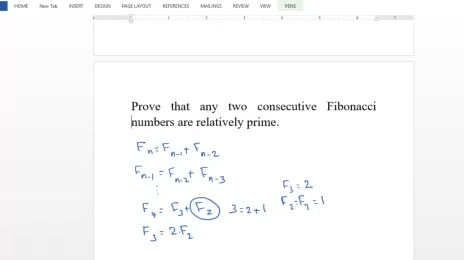 HOME New Tab INSERT DESIGN PAGE LAYOUT REFERENCES MAILINGS REVIEW VIEW PENS
Prove that any two consecutive Fibonacci
numbers are relatively prime.
Fn = Fn-1 + Fn-2
Fn-1 = Fn-2 + Fn-3
⋮
F4 = F3 + F2 3 = 2 + 1
F3 = 2·F2
F3 = 2
F2 = F1 = 1